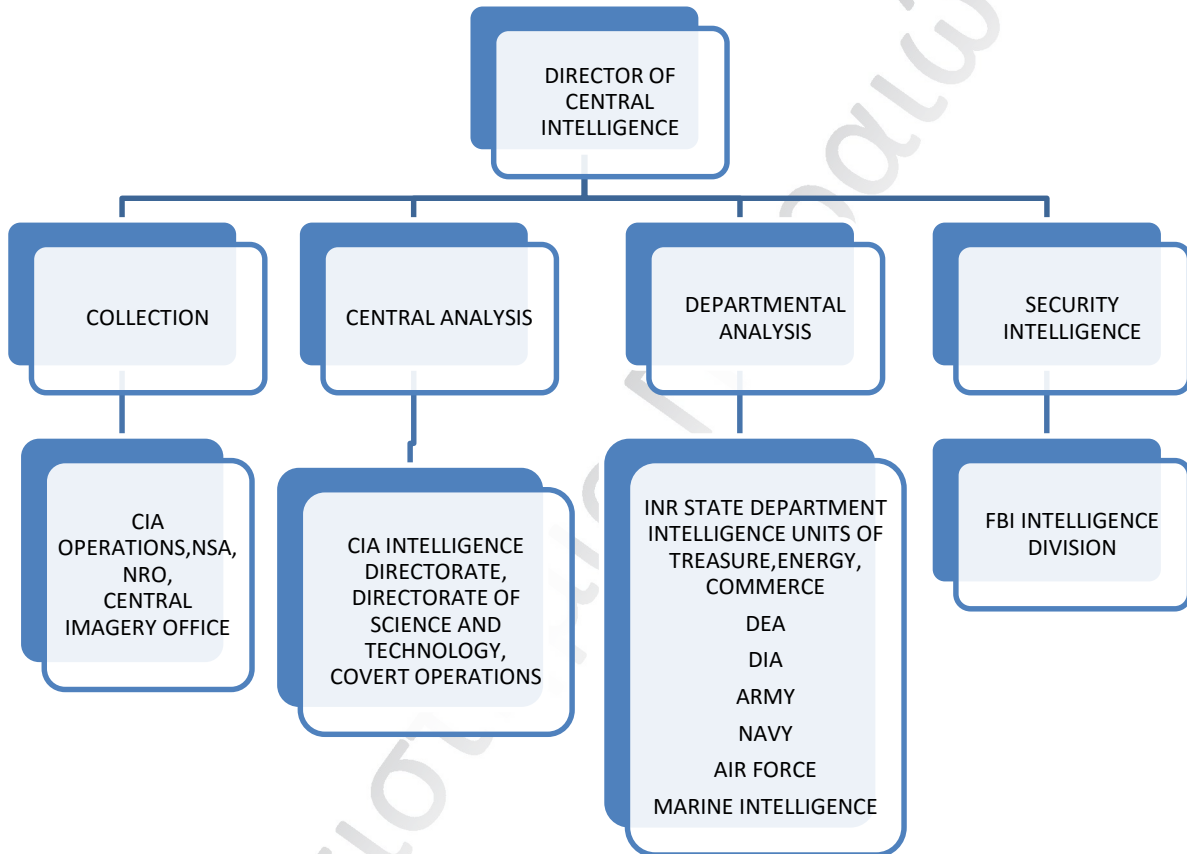 DIRECTOR OF
CENTRAL
INTELLIGENCE
COLLECTION
CENTRAL ANALYSIS
DEPARTMENTAL
ANALYSIS
SECURITY
INTELLIGENCE
CIA
OPERATIONS,NSA,
NRO,
CENTRAL
IMAGERY OFFICE
CIA INTELLIGENCE
DIRECTORATE,
DIRECTORATE OF
SCIENCE AND
TECHNOLOGY,
COVERT OPERATIONS
INR STATE DEPARTMENT
INTELLIGENCE UNITS OF
TREASURE,ENERGY,
COMMERCE
DEA
DIA
ARMY
NAVY
AIR FORCE
MARINE INTELLIGENCE
FBI INTELLIGENCE
DIVISION